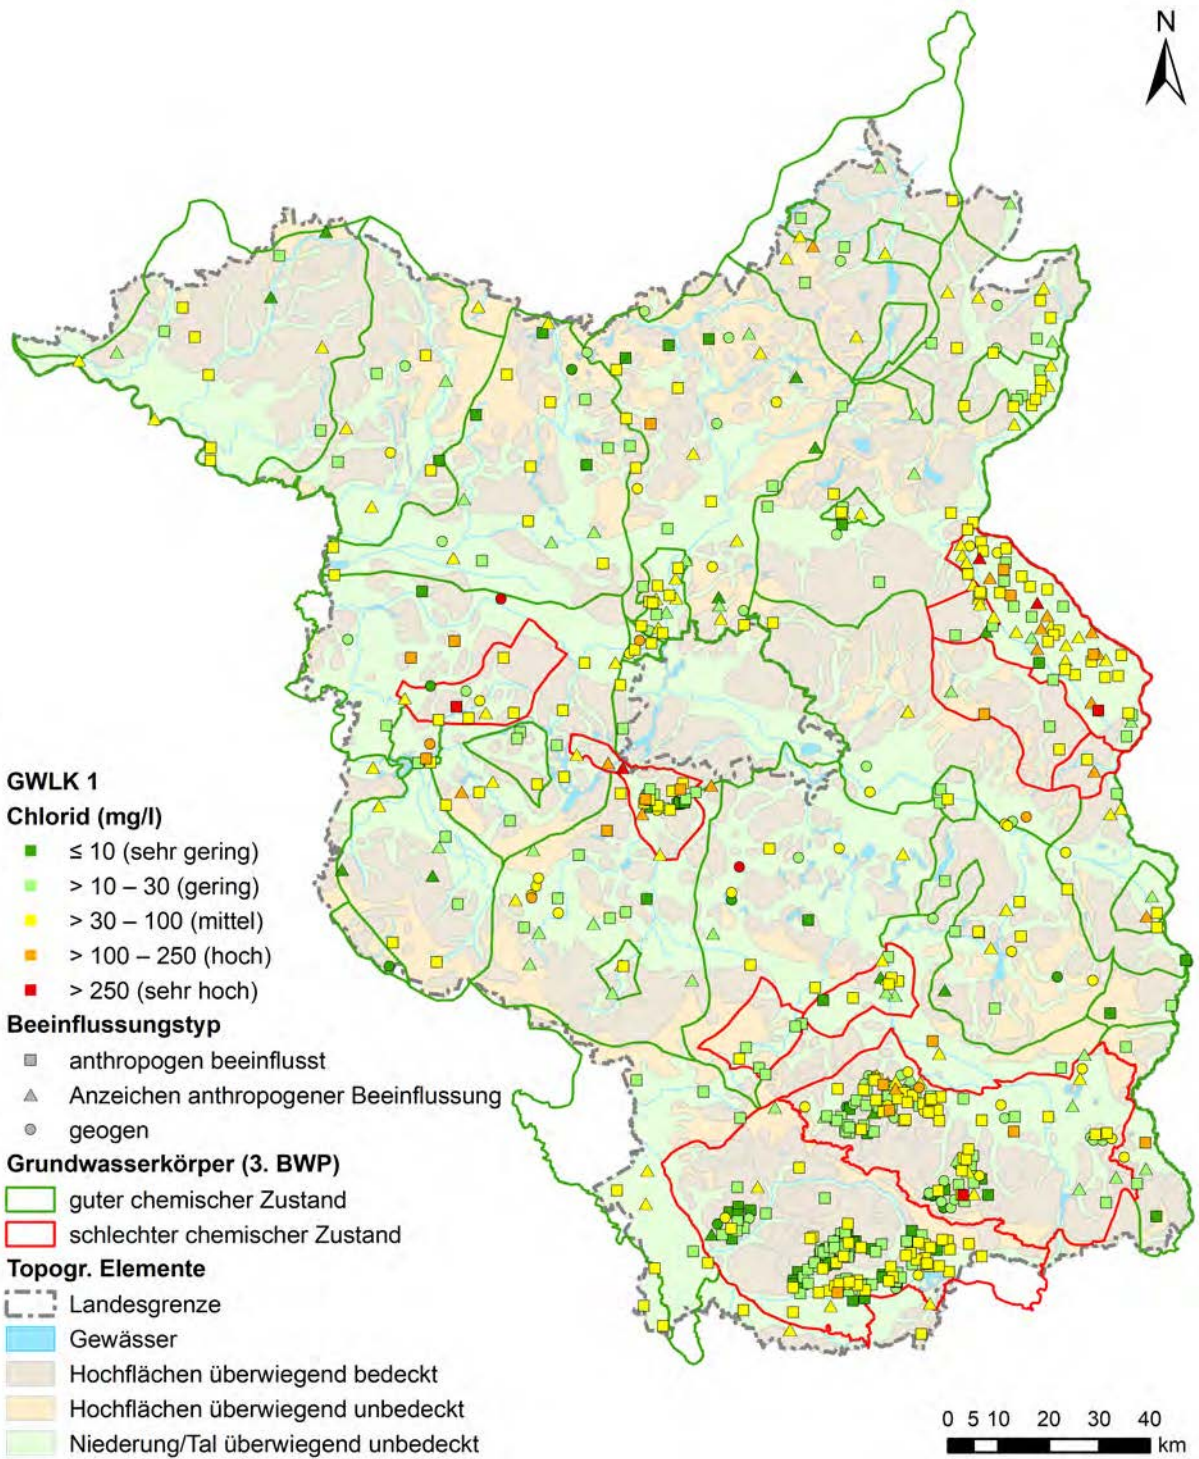 N
GWLK 1
Chlorid (mg/l)
≤ 10 (sehr gering)
> 10 – 30 (gering)
> 30 – 100 (mittel)
> 100 – 250 (hoch)
> 250 (sehr hoch)
Beeinflussungstyp
anthropogen beeinflusst
Anzeichen anthropogener Beeinflussung
geogen
Grundwasserkörper (3. BWP)
guter chemischer Zustand
schlechter chemischer Zustand
Topogr. Elemente
Landesgrenze
Gewässer
Hochflächen überwiegend bedeckt
Hochflächen überwiegend unbedeckt
Niederung/Tal überwiegend unbedeckt
0 5 10 20 30 40
km